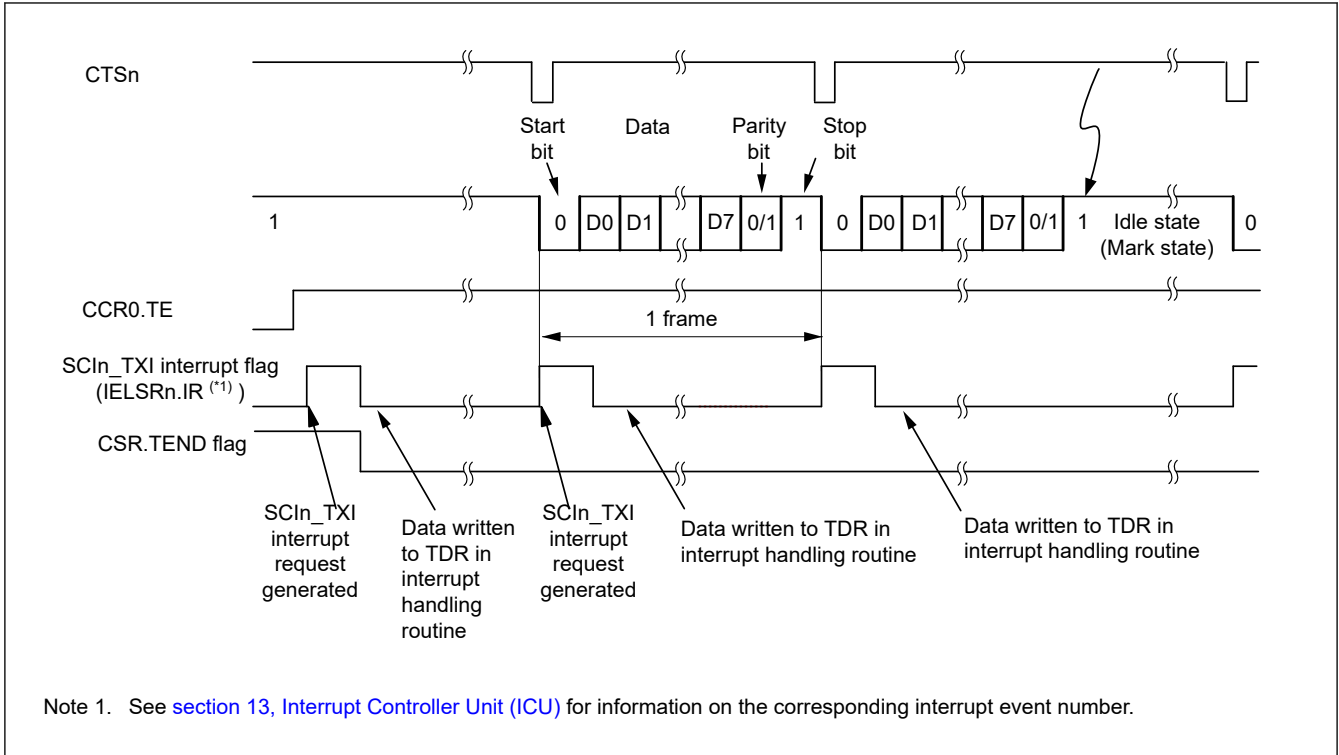 CTSn
Start
bit
Data
Parity
bit
Stop
bit
1
0 D0 D1 D7 0/1 1 0 D0 D1 D7 0/1 1 Idle state
(Mark state)
0
CCR0.TE
1 frame
SCIn_TXI interrupt flag
(IELSRn.IR (*1) )
CSR.TEND flag
SCIn_TXI
interrupt
request
generated
Data written
to TDR in
interrupt
handling
routine
SCIn_TXI
interrupt
request
generated
Data written to TDR in
interrupt handling routine
Data written to TDR in
interrupt handling routine
Note 1. See section 13, Interrupt Controller Unit (ICU) for information on the corresponding interrupt event number.